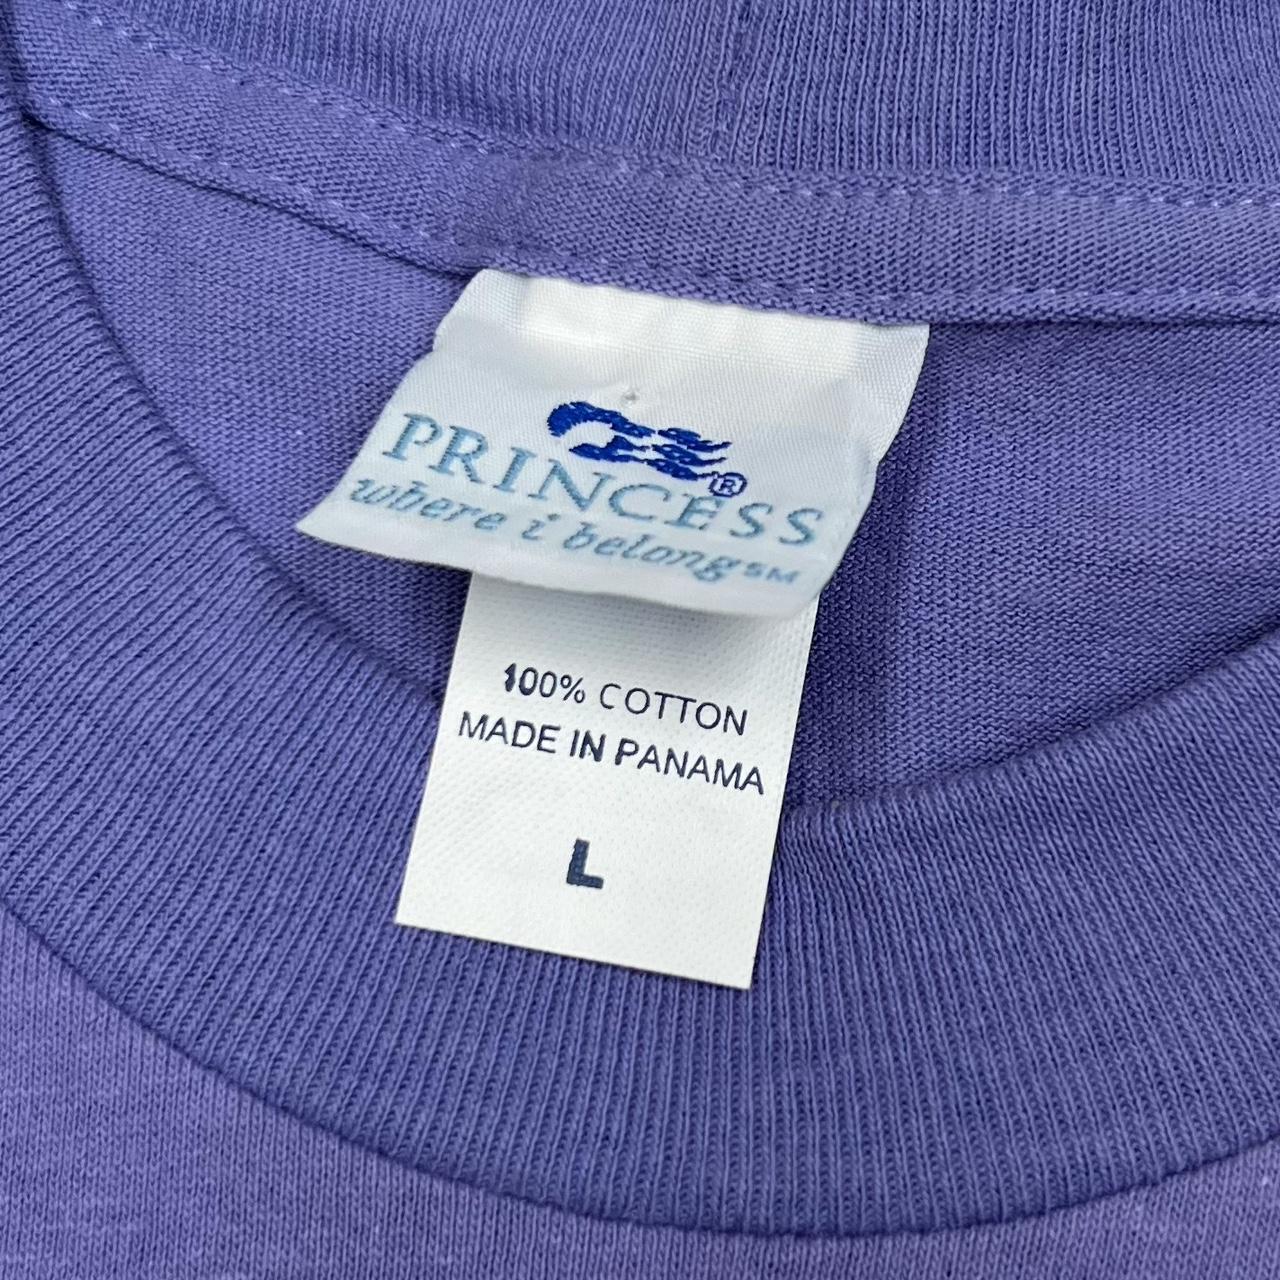 PRINCESS®
where i belong℠
100% COTTON
MADE IN PANAMA
L